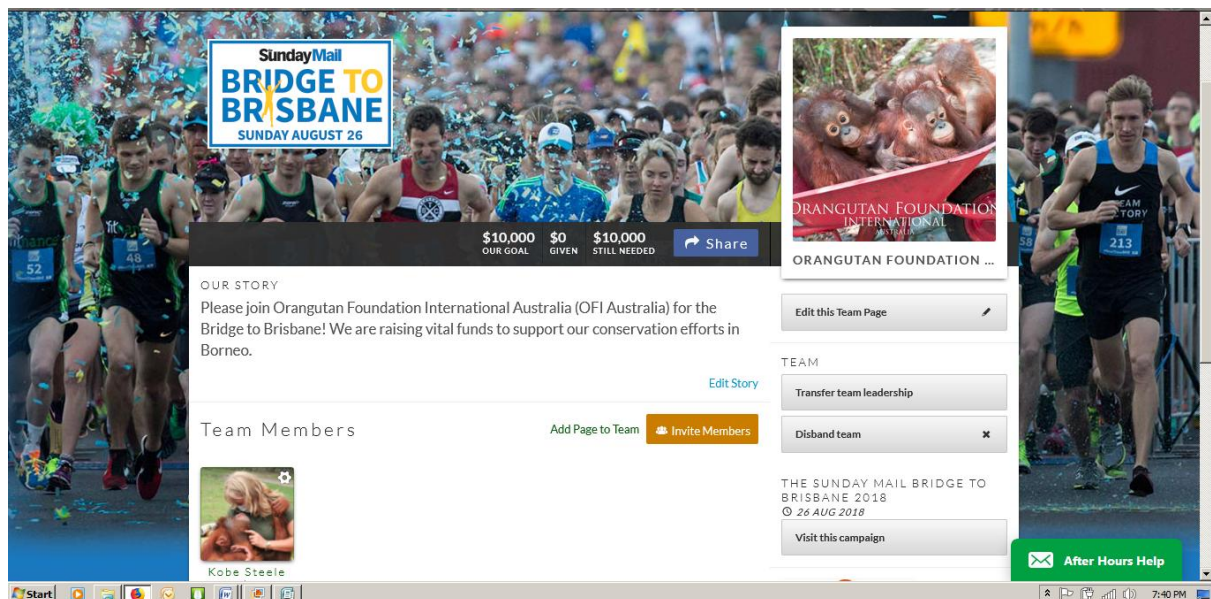 SundayMail
BRIDGE TO
BRISBANE
SUNDAY AUGUST 26
52
48
58
213
ORANGUTAN FOUNDATION
INTERNATIONAL
AUSTRALIA
ORANGUTAN FOUNDATION ...
$10,000 $0 $10,000
OUR GOAL GIVEN STILL NEEDED
Share
OUR STORY
Please join Orangutan Foundation International Australia (OFI Australia) for the
Bridge to Brisbane! We are raising vital funds to support our conservation efforts in
Borneo.
Edit Story
Team Members
Add Page to Team
Invite Members
Kobe Steele
Edit this Team Page
TEAM
Transfer team leadership
Disband team
THE SUNDAY MAIL BRIDGE TO
BRISBANE 2018
26 AUG 2018
Visit this campaign
After Hours Help
Start
7:40 PM